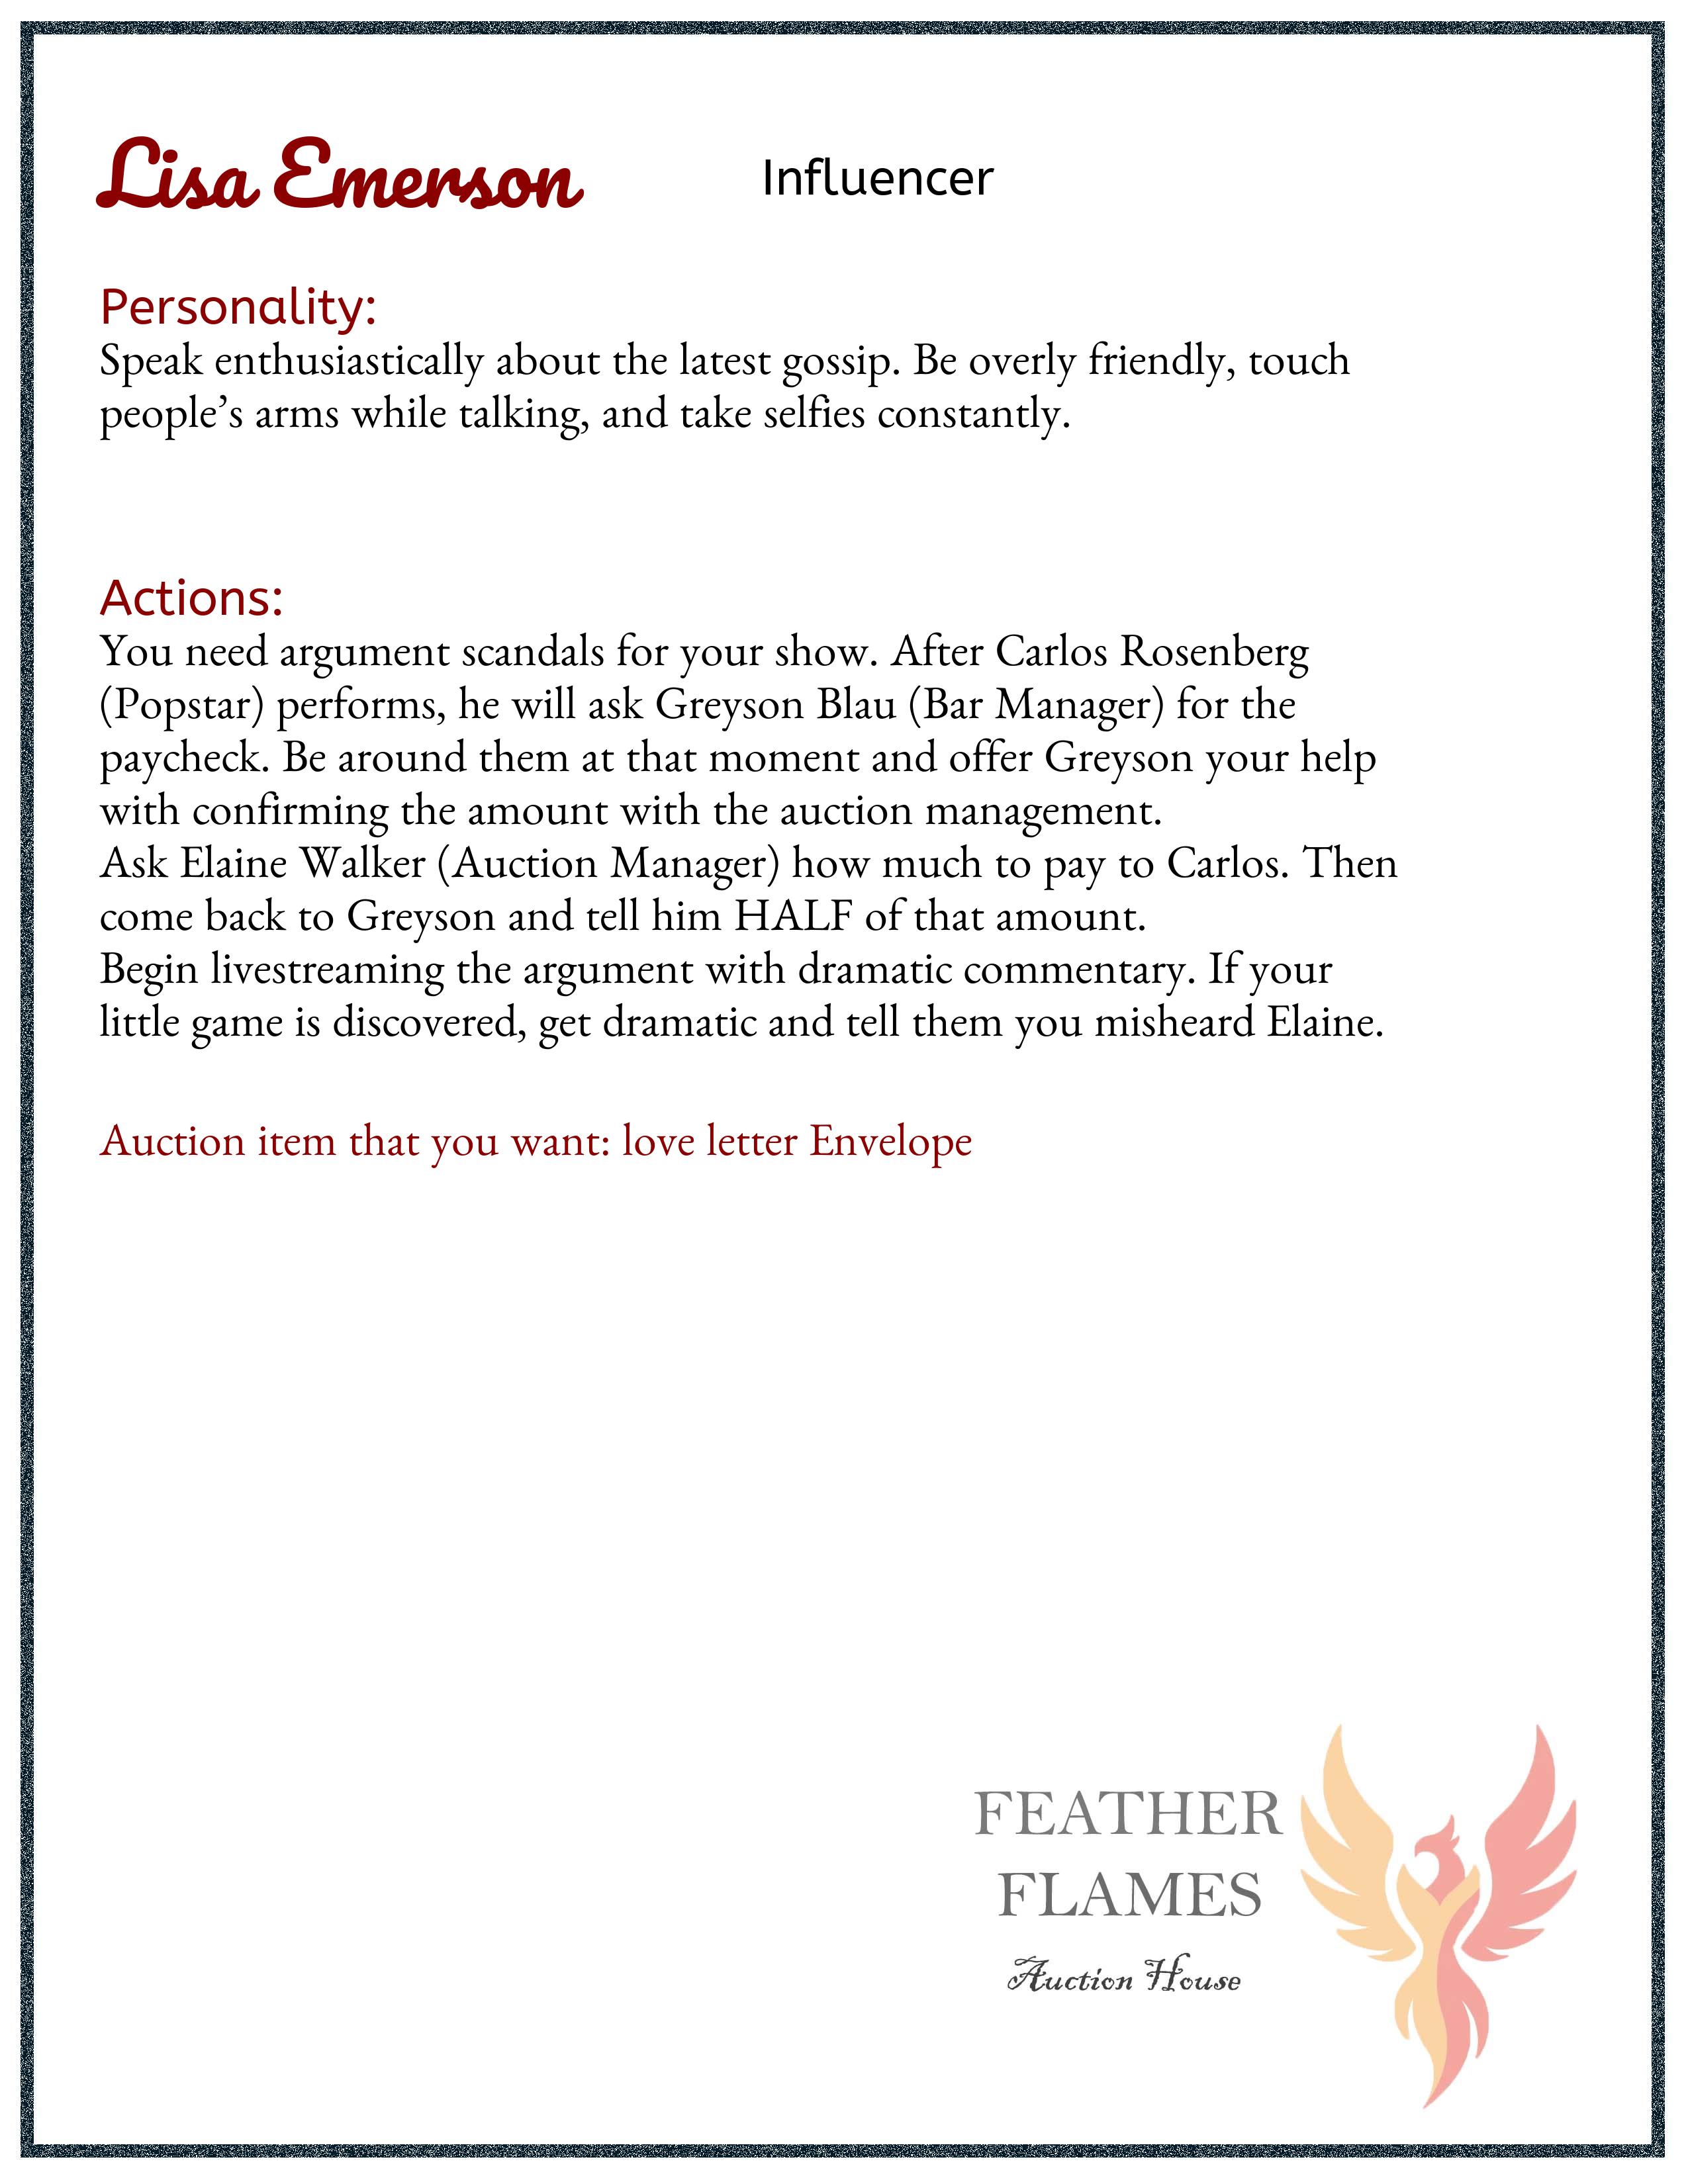 Lisa Emerson Influencer
Personality:
Speak enthusiastically about the latest gossip. Be overly friendly, touch
people’s arms while talking, and take selfies constantly.
Actions:
You need argument scandals for your show. After Carlos Rosenberg
(Popstar) performs, he will ask Greyson Blau (Bar Manager) for the
paycheck. Be around them at that moment and offer Greyson your help
with confirming the amount with the auction management.
Ask Elaine Walker (Auction Manager) how much to pay to Carlos. Then
come back to Greyson and tell him HALF of that amount.
Begin livestreaming the argument with dramatic commentary. If your
little game is discovered, get dramatic and tell them you misheard Elaine.
Auction item that you want: love letter Envelope
FEATHER
FLAMES
Auction House